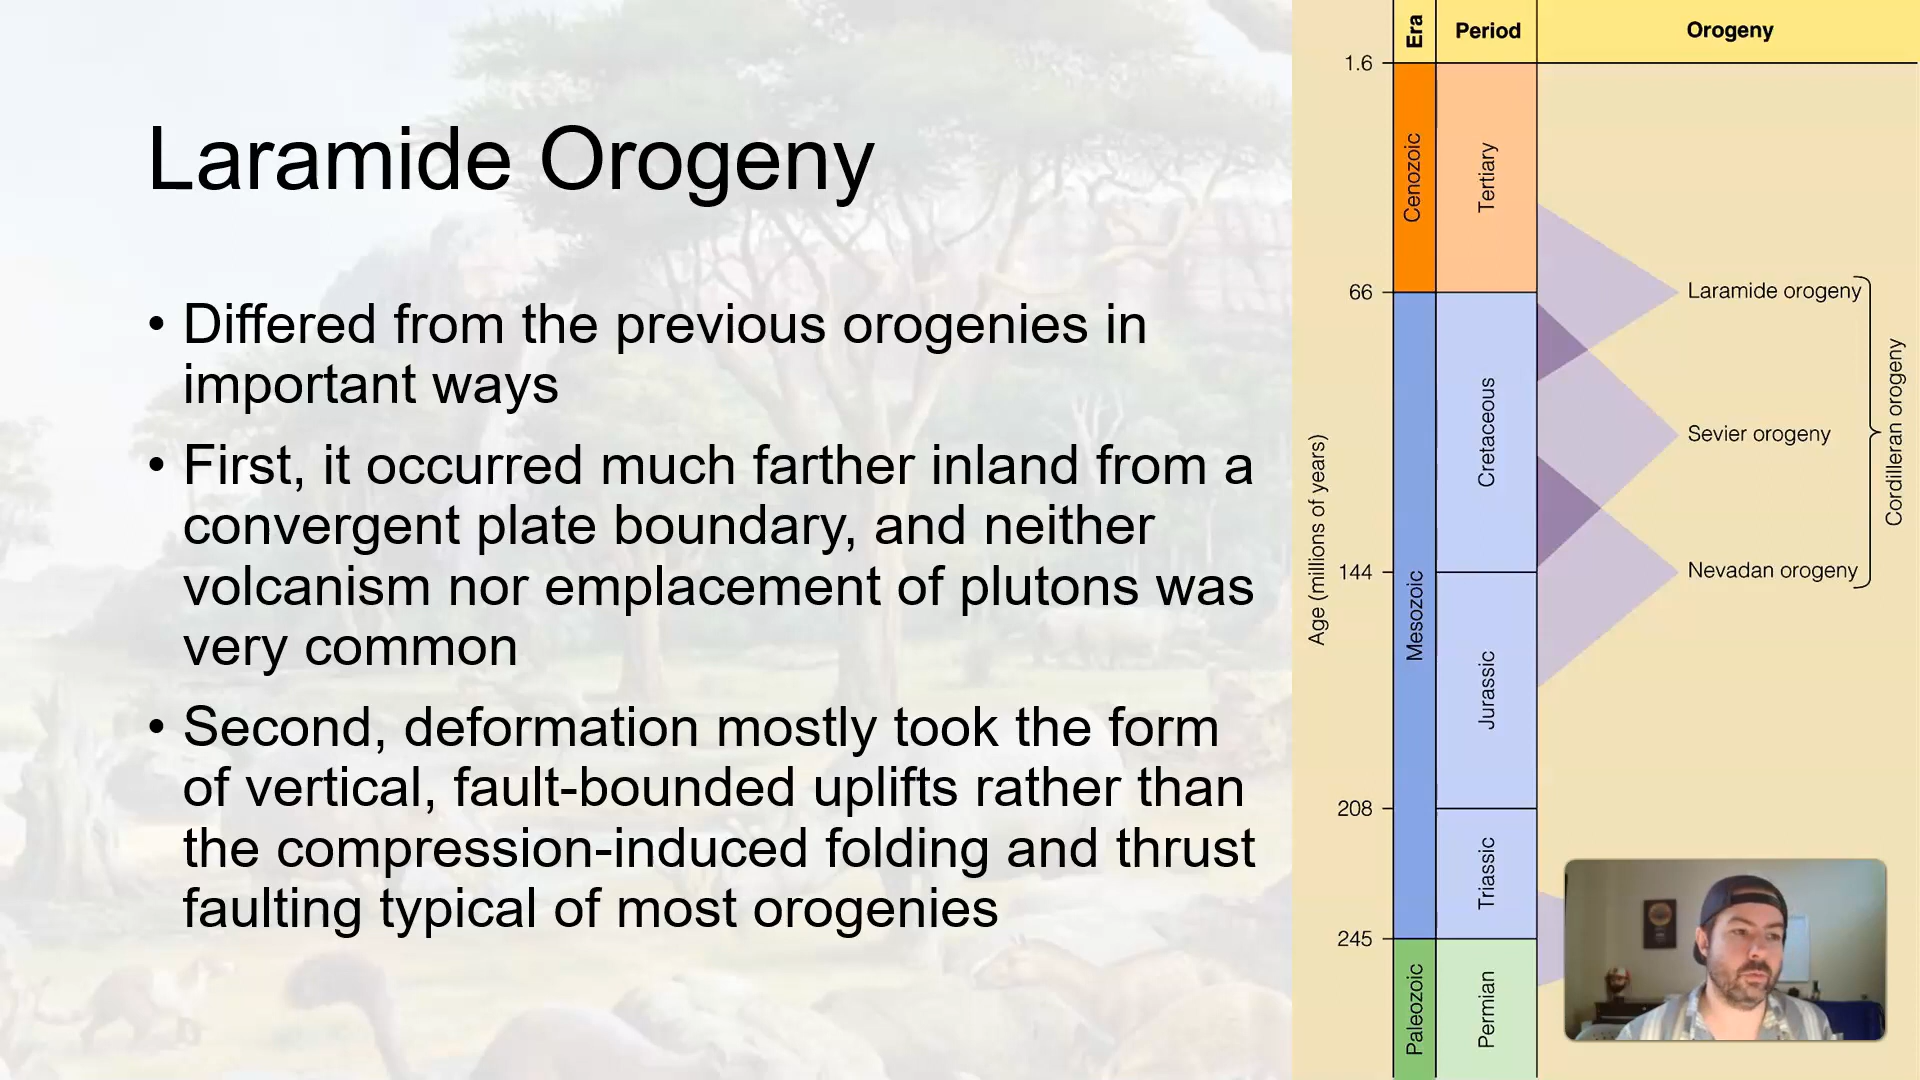 Laramide Orogeny
• Differed from the previous orogenies in
important ways
• First, it occurred much farther inland from a
convergent plate boundary, and neither
volcanism nor emplacement of plutons was
very common
• Second, deformation mostly took the form
of vertical, fault-bounded uplifts rather than
the compression-induced folding and thrust
faulting typical of most orogenies
Era
Period
Orogeny
Age (millions of years)
1.6
66
144
208
245
Cenozoic
Mesozoic
Paleozoic
Tertiary
Cretaceous
Jurassic
Triassic
Permian
Laramide orogeny
Sevier orogeny
Nevadan orogeny
Cordilleran orogeny